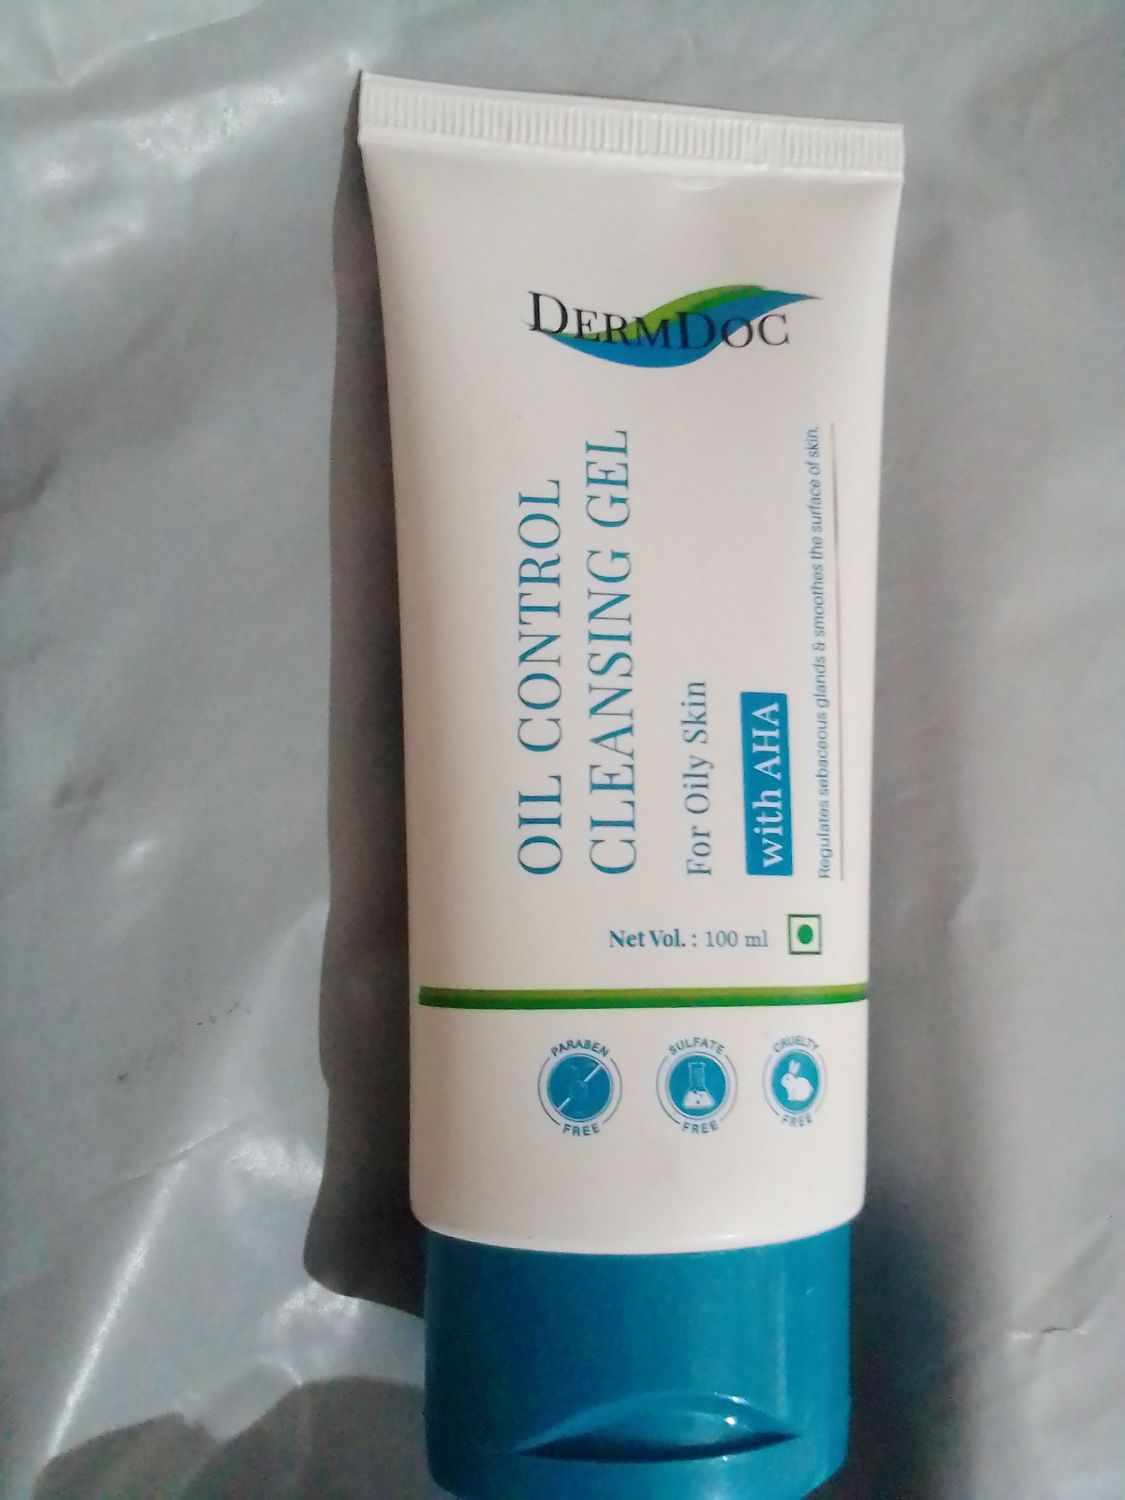 DERMDOC
OIL CONTROL
CLEANSING GEL
For Oily Skin
with AHA
Regulates sebaceous glands & smoothes the surface of skin.
Net Vol. : 100 ml
PARABEN
FREE
SULFATE
FREE
CRUELTY
FREE